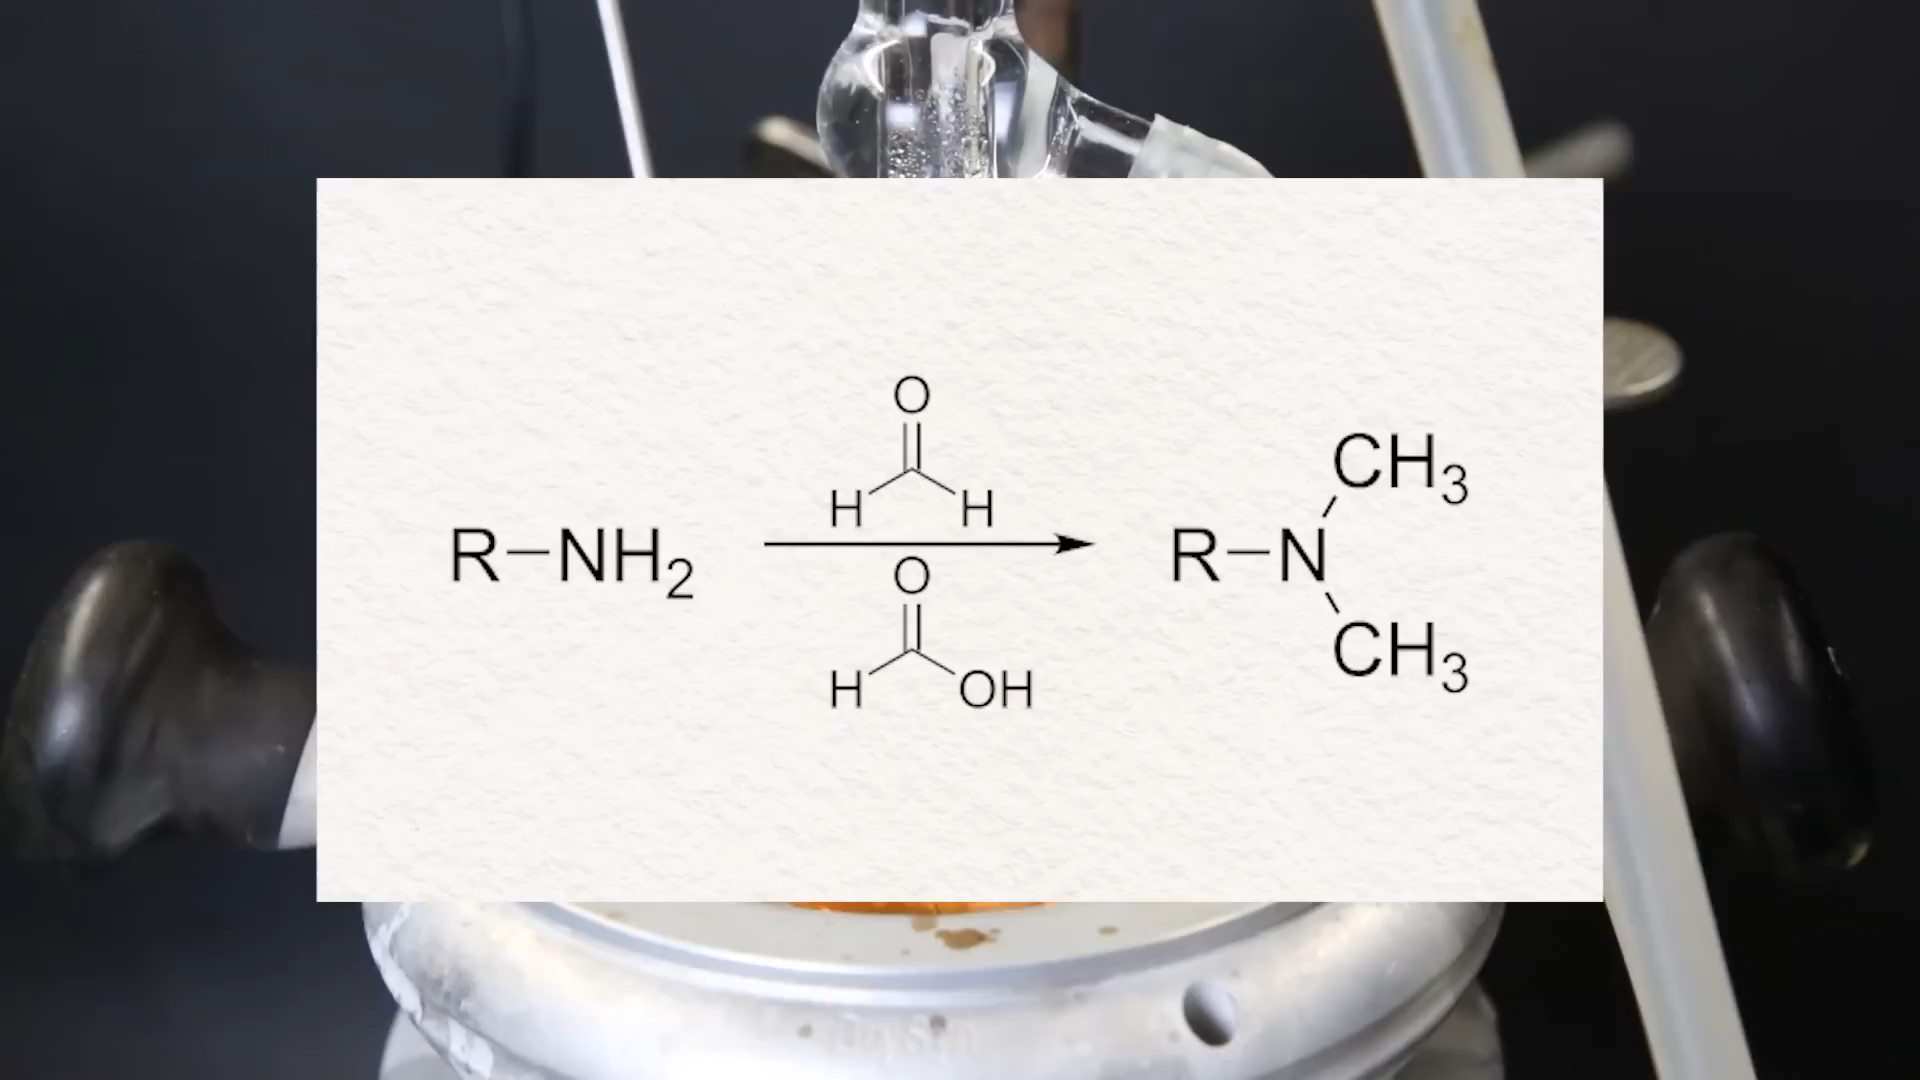 O
H H
R–NH₂
O
H OH
CH₃
R–N
CH₃